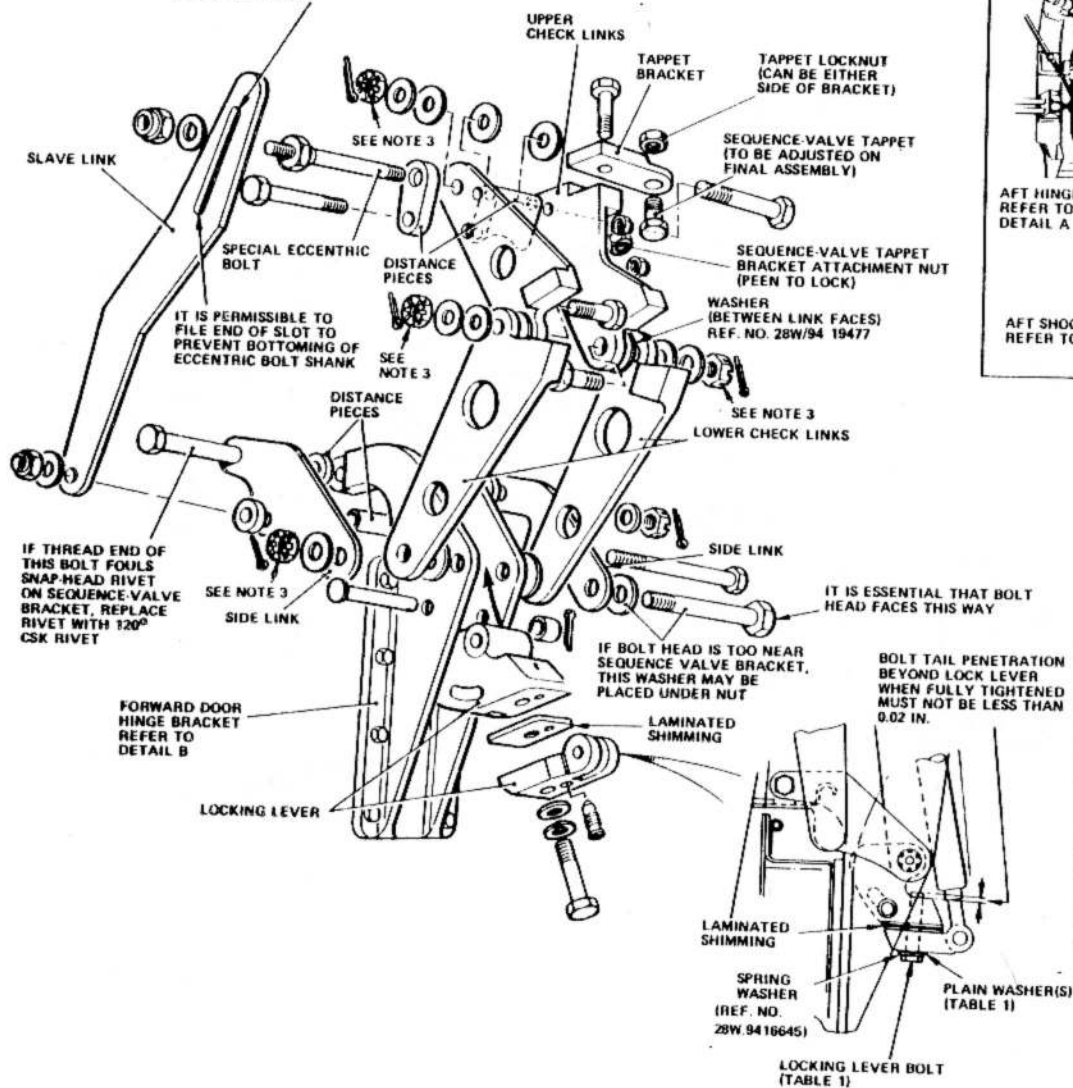 UPPER
CHECK LINKS
TAPPET
BRACKET
TAPPET LOCKNUT
(CAN BE EITHER
SIDE OF BRACKET)
SEE NOTE 3
SLAVE LINK
SEQUENCE-VALVE TAPPET
(TO BE ADJUSTED ON
FINAL ASSEMBLY)
AFT HINGE
REFER TO
DETAIL A
SPECIAL ECCENTRIC
BOLT
DISTANCE
PIECES
SEQUENCE-VALVE TAPPET
BRACKET ATTACHMENT NUT
(PEEN TO LOCK)
IT IS PERMISSIBLE TO
FILE END OF SLOT TO
PREVENT BOTTOMING OF
ECCENTRIC BOLT SHANK
WASHER
(BETWEEN LINK FACES)
REF. NO. 28W/94 19477
AFT SHOC
REFER TO
SEE
NOTE 3
DISTANCE
PIECES
SEE NOTE 3
LOWER CHECK LINKS
IF THREAD END OF
THIS BOLT FOULS
SNAP-HEAD RIVET
ON SEQUENCE-VALVE
BRACKET, REPLACE
RIVET WITH 120°
CSK RIVET
SEE NOTE 3
SIDE LINK
SIDE LINK
IT IS ESSENTIAL THAT BOLT
HEAD FACES THIS WAY
IF BOLT HEAD IS TOO NEAR
SEQUENCE VALVE BRACKET,
THIS WASHER MAY BE
PLACED UNDER NUT
BOLT TAIL PENETRATION
BEYOND LOCK LEVER
WHEN FULLY TIGHTENED
MUST NOT BE LESS THAN
0.02 IN.
FORWARD DOOR
HINGE BRACKET
REFER TO
DETAIL B
LAMINATED
SHIMMING
LOCKING LEVER
LAMINATED
SHIMMING
SPRING
WASHER
(REF. NO.
28W.9416645)
PLAIN WASHER(S)
(TABLE 1)
LOCKING LEVER BOLT
(TABLE 1)